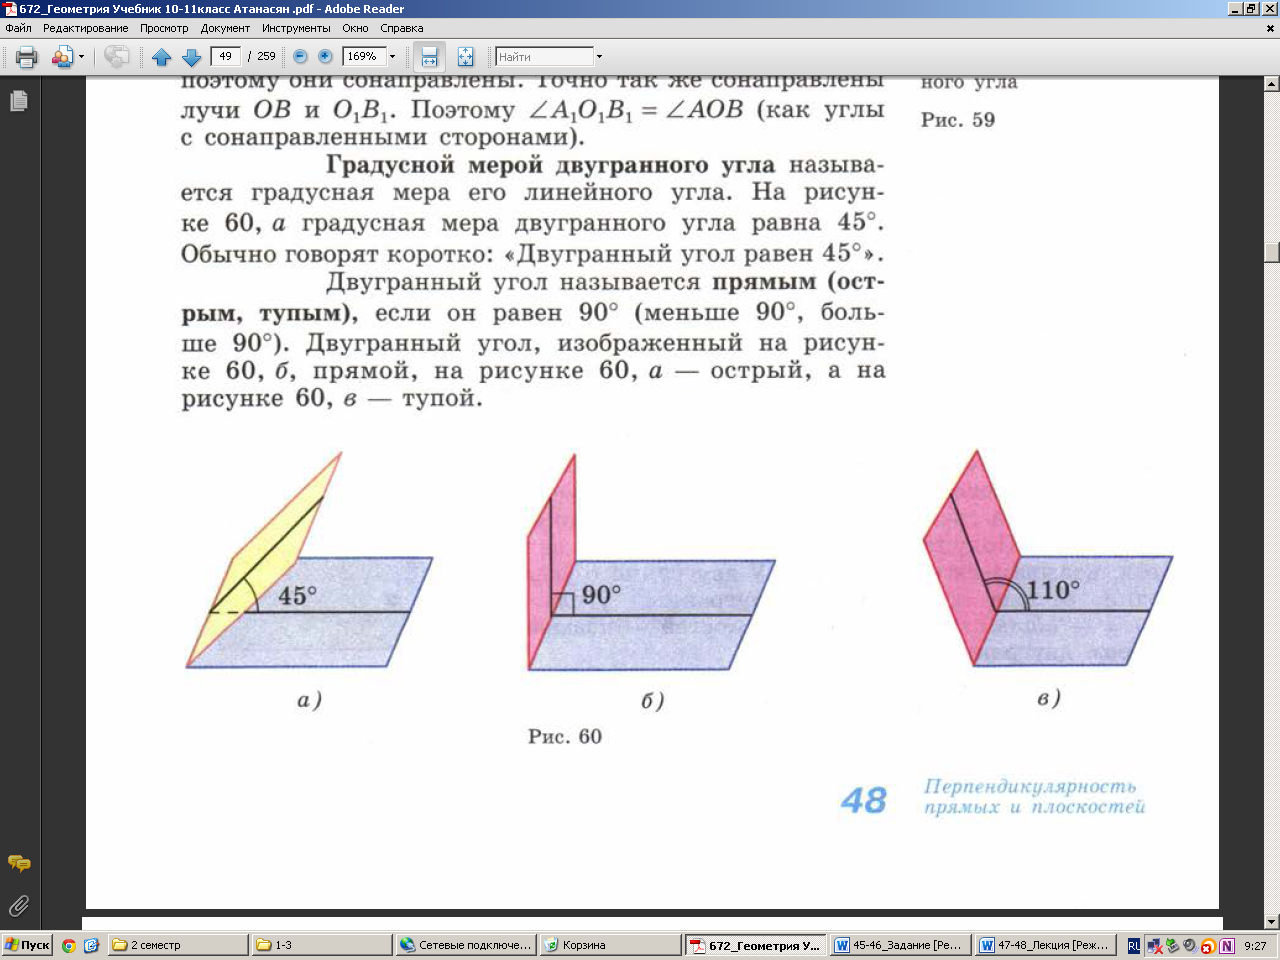 672_Геометрия Учебник 10-11класс Атанасян .pdf - Adobe Reader
Файл Редактирование Просмотр Документ Инструменты Окно Справка
49 / 259 169% Найти
поэтому они сонаправлены. Точно так же сонаправлены
лучи OB и O₁B₁. Поэтому ∠A₁O₁B₁ = ∠AOB (как углы
с сонаправленными сторонами).
ного угла
Рис. 59
Градусной мерой двугранного угла называ-
ется градусная мера его линейного угла. На рисун-
ке 60, а градусная мера двугранного угла равна 45°.
Обычно говорят коротко: «Двугранный угол равен 45°».
Двугранный угол называется прямым (ост-
рым, тупым), если он равен 90° (меньше 90°, боль-
ше 90°). Двугранный угол, изображенный на рисун-
ке 60, б, прямой, на рисунке 60, а — острый, а на
рисунке 60, в — тупой.
45°
90°
110°
а)
б)
в)
Рис. 60
48
Перпендикулярность
прямых и плоскостей
Пуск 2 семестр 1-3 Сетевые подключе... Корзина 672_Геометрия У... 45-46_Задание [Ре... 47-48_Лекция [Реж... RU 9:27